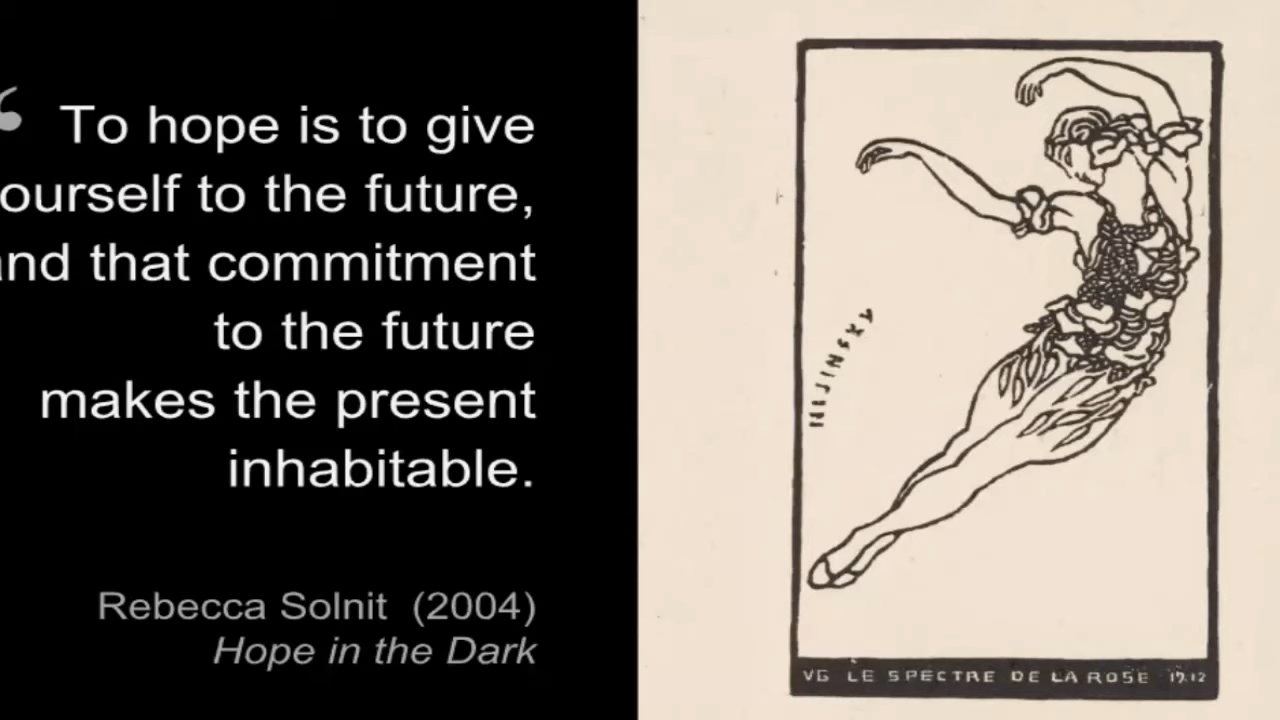 “ To hope is to give
ourself to the future,
nd that commitment
to the future
makes the present
inhabitable.
Rebecca Solnit (2004)
Hope in the Dark
NIJINSKY
VG LE SPECTRE DE LA ROSE 1912